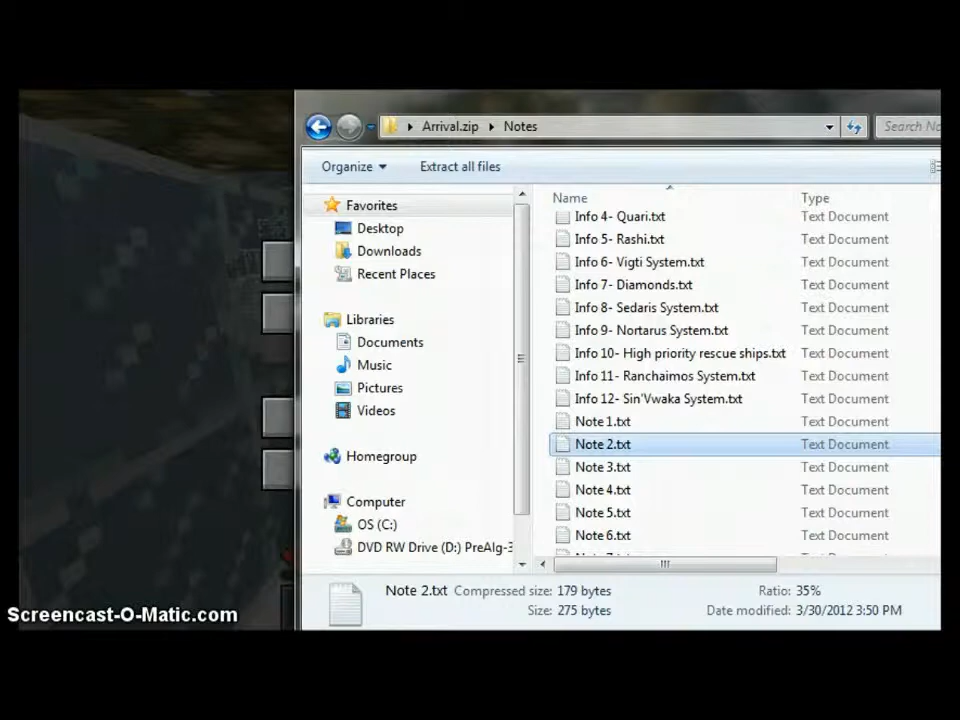 Arrival.zip Notes
Search No
Organize Extract all files
Favorites
Desktop
Downloads
Recent Places
Libraries
Documents
Music
Pictures
Videos
Homegroup
Computer
OS (C:)
DVD RW Drive (D:) PreAlg-3
Name Type
Info 4- Quari.txt Text Document
Info 5- Rashi.txt Text Document
Info 6- Vigti System.txt Text Document
Info 7- Diamonds.txt Text Document
Info 8- Sedaris System.txt Text Document
Info 9- Nortarus System.txt Text Document
Info 10- High priority rescue ships.txt Text Document
Info 11- Ranchaimos System.txt Text Document
Info 12- Sin'Vwaka System.txt Text Document
Note 1.txt Text Document
Note 2.txt Text Document
Note 3.txt Text Document
Note 4.txt Text Document
Note 5.txt Text Document
Note 6.txt Text Document
Note 2.txt Compressed size: 179 bytes Ratio: 35%
Size: 275 bytes Date modified: 3/30/2012 3:50 PM
Screencast-O-Matic.com